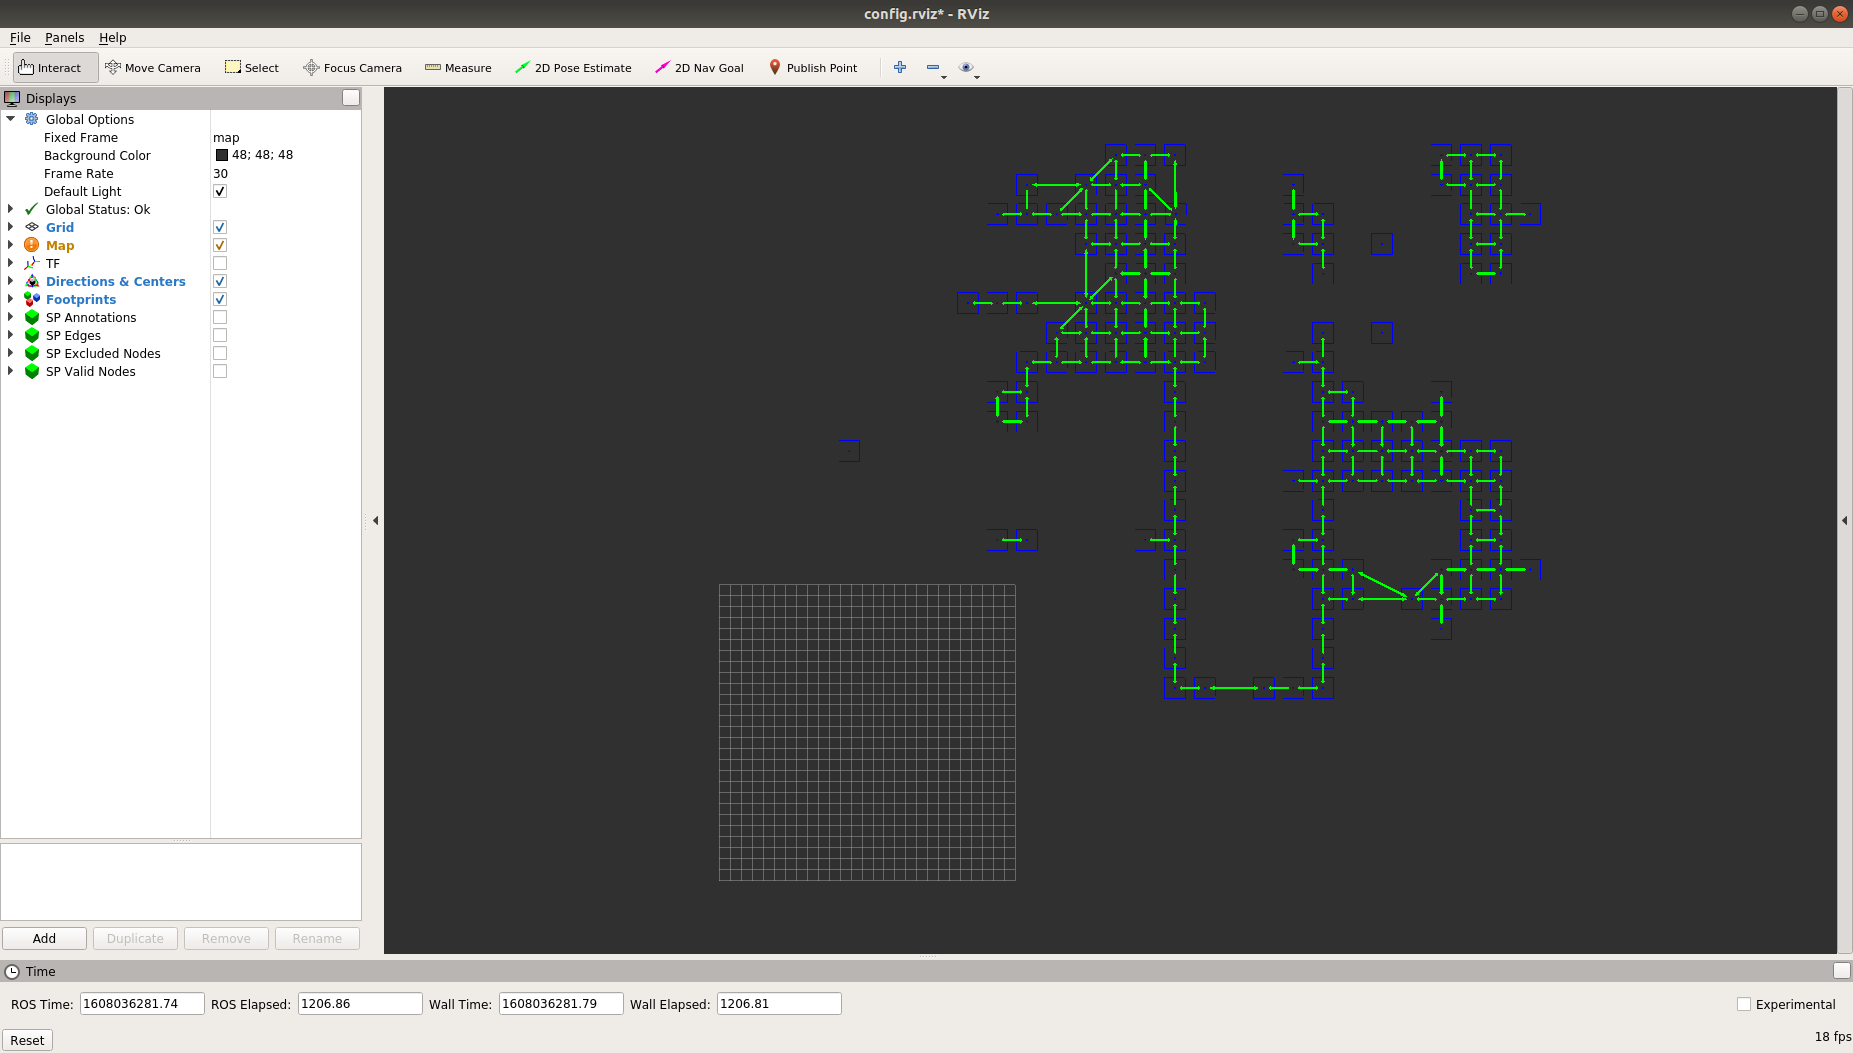 config.rviz* - RViz
File Panels Help
Interact Move Camera Select Focus Camera Measure 2D Pose Estimate 2D Nav Goal Publish Point
Displays
Global Options
Fixed Frame map
Background Color 48; 48; 48
Frame Rate 30
Default Light
Global Status: Ok
Grid
Map
TF
Directions & Centers
Footprints
SP Annotations
SP Edges
SP Excluded Nodes
SP Valid Nodes
Add Duplicate Remove Rename
Time
ROS Time: 1608036281.74 ROS Elapsed: 1206.86 Wall Time: 1608036281.79 Wall Elapsed: 1206.81 Experimental
Reset 18 fps